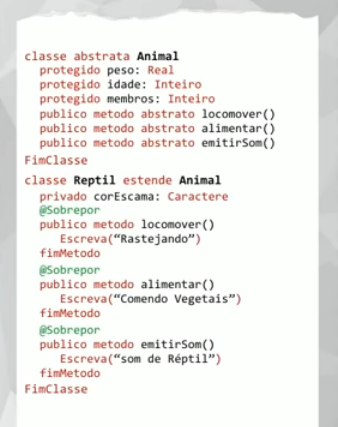 classe abstrata Animal
protegido peso: Real
protegido idade: Inteiro
protegido membros: Inteiro
publico metodo abstrato locomover()
publico metodo abstrato alimentar()
publico metodo abstrato emitirSom()
FimClasse
classe Reptil estende Animal
privado corEscama: Caractere
@Sobrepor
publico metodo locomover()
Escreva(“Rastejando”)
fimMetodo
@Sobrepor
publico metodo alimentar()
Escreva(“Comendo Vegetais”)
fimMetodo
@Sobrepor
publico metodo emitirSom()
Escreva(“som de Réptil”)
fimMetodo
FimClasse